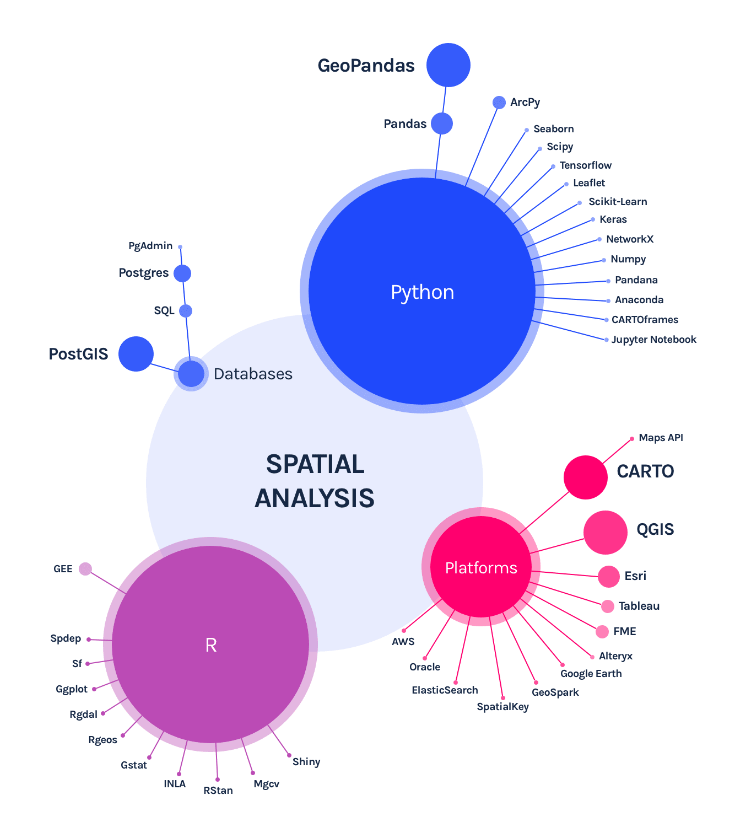 GeoPandas
Pandas
ArcPy
Seaborn
Scipy
Tensorflow
Leaflet
Scikit-Learn
Keras
NetworkX
Numpy
Pandana
Anaconda
CARTOframes
Jupyter Notebook
Python
PgAdmin
Postgres
SQL
PostGIS
Databases
SPATIAL
ANALYSIS
Maps API
CARTO
QGIS
Esri
Tableau
FME
Alteryx
Google Earth
GeoSpark
SpatialKey
ElasticSearch
Oracle
AWS
Platforms
GEE
R
Spdep
Sf
Ggplot
Rgdal
Rgeos
Gstat
INLA
RStan
Mgcv
Shiny